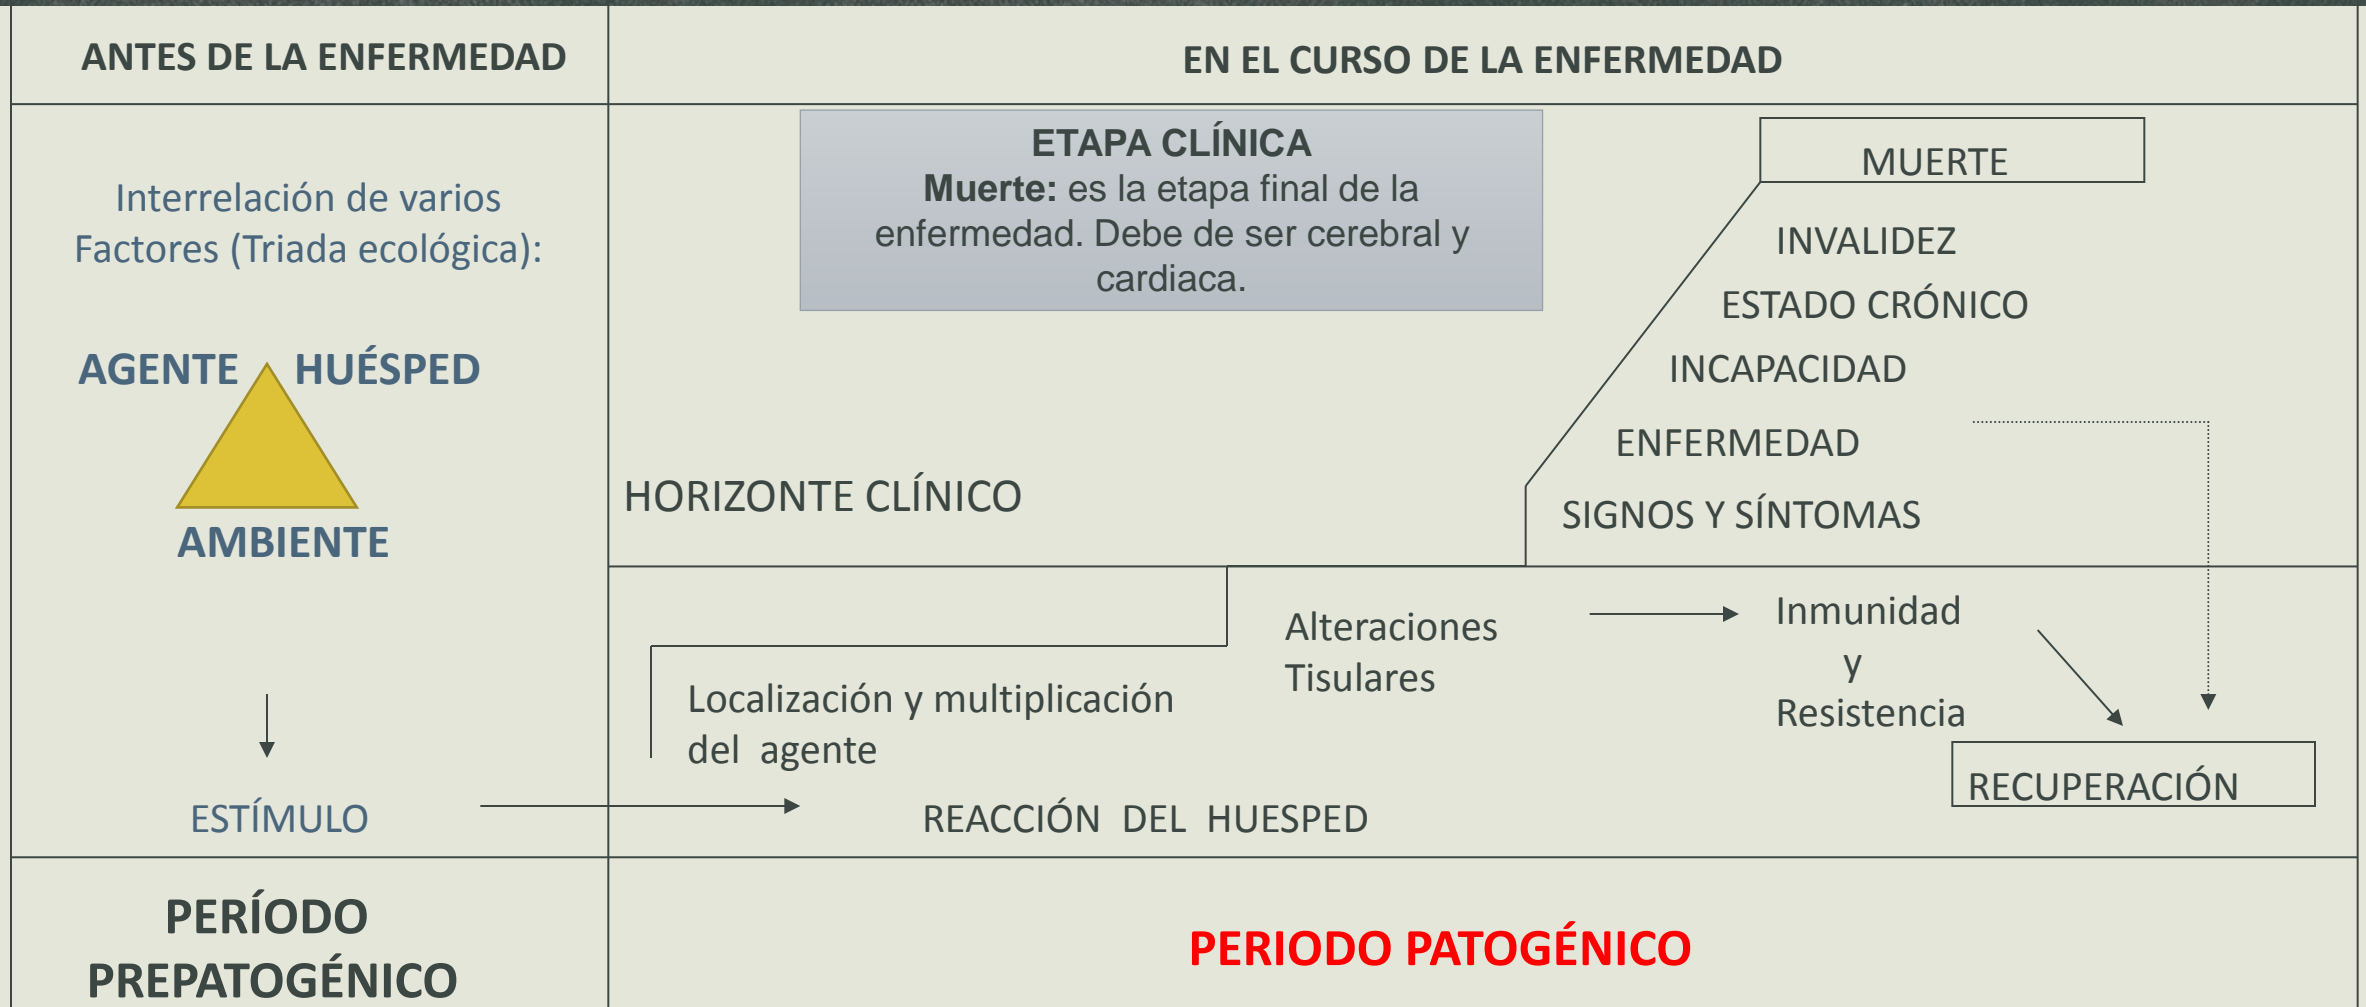 ANTES DE LA ENFERMEDAD
EN EL CURSO DE LA ENFERMEDAD
Interrelación de varios
Factores (Triada ecológica):
AGENTE HUÉSPED
AMBIENTE
ESTÍMULO
ETAPA CLÍNICA
Muerte: es la etapa final de la
enfermedad. Debe de ser cerebral y
cardiaca.
MUERTE
INVALIDEZ
ESTADO CRÓNICO
INCAPACIDAD
ENFERMEDAD
SIGNOS Y SÍNTOMAS
HORIZONTE CLÍNICO
Localización y multiplicación
del agente
Alteraciones
Tisulares
Inmunidad
y
Resistencia
RECUPERACIÓN
REACCIÓN DEL HUESPED
PERÍODO
PREPATOGÉNICO
PERIODO PATOGÉNICO